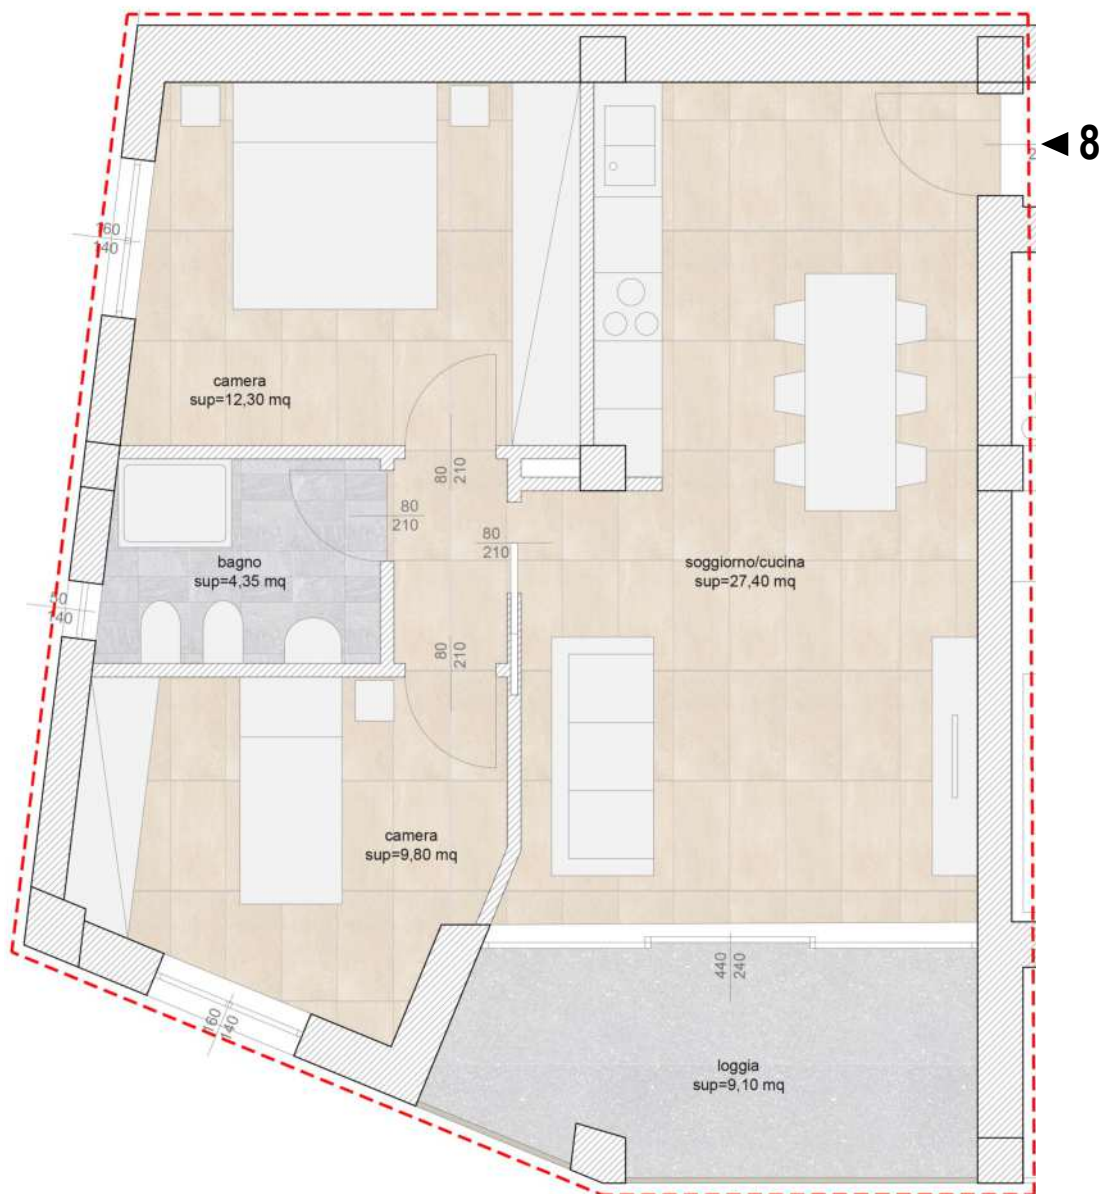 8
2
160
140
camera
sup=12,30 mq
80
210
80
210
80
210
bagno
sup=4,35 mq
soggiorno/cucina
sup=27,40 mq
50
140
80
210
camera
sup=9,80 mq
440
240
160
140
loggia
sup=9,10 mq